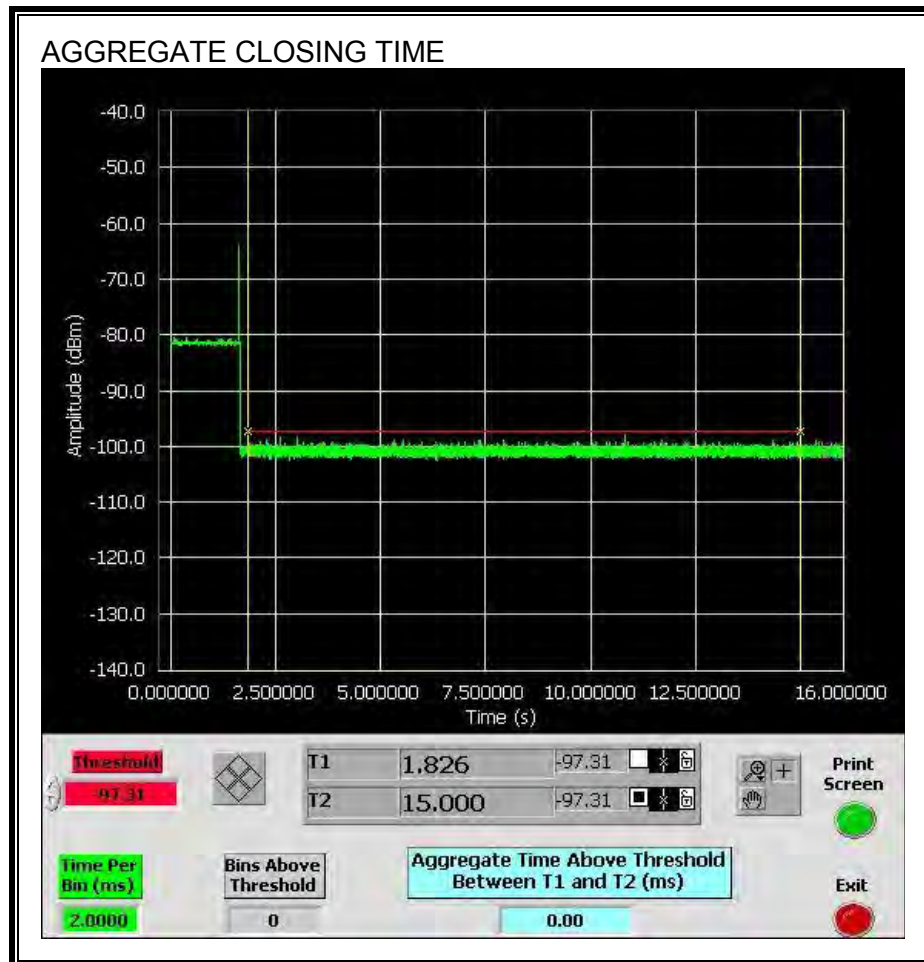 AGGREGATE CLOSING TIME
-40.0
-50.0
-60.0
-70.0
-80.0
-90.0
-100.0
-110.0
-120.0
-130.0
-140.0
Amplitude (dBm)
0.000000 2.500000 5.000000 7.500000 10.000000 12.500000 16.000000
Time (s)
Threshold
-97.31
T1 1.826 -97.31
T2 15.000 -97.31
Print
Screen
Time Per
Bin (ms)
2.0000
Bins Above
Threshold
0
Aggregate Time Above Threshold
Between T1 and T2 (ms)
0.00
Exit